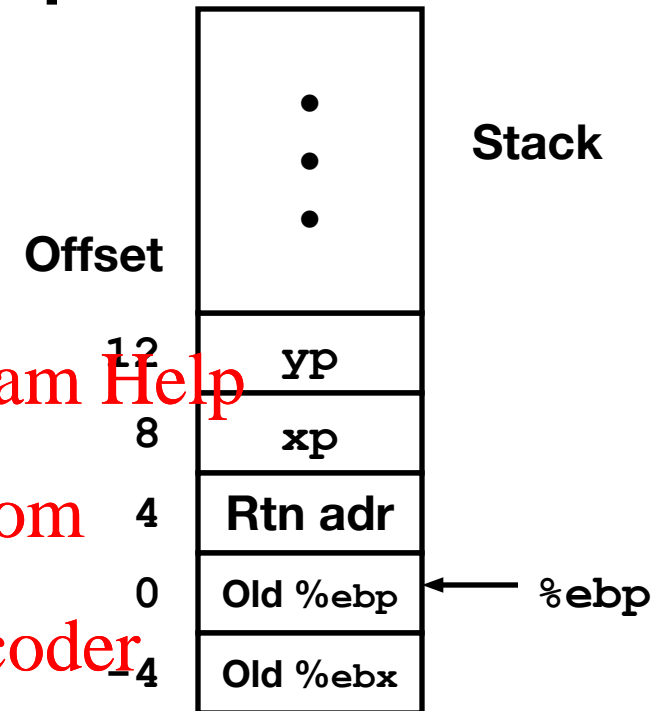 Stack
Offset
12 yp
am Help
8 xp
om
4 Rtn adr
0 Old %ebp %ebp
coder
-4 Old %ebx